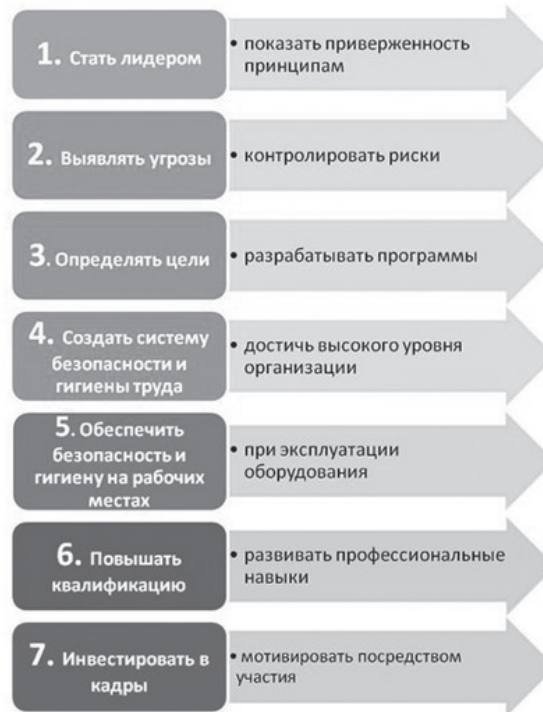 1. Стать лидером
• показать приверженность
принципам
2. Выявлять угрозы
• контролировать риски
3. Определять цели
• разрабатывать программы
4. Создать систему
безопасности и
гигиены труда
• достичь высокого уровня
организации
5. Обеспечить
безопасность и
гигиену на рабочих
местах
• при эксплуатации
оборудования
6. Повышать
квалификацию
• развивать профессиональные
навыки
7. Инвестировать в
кадры
• мотивировать посредством
участия